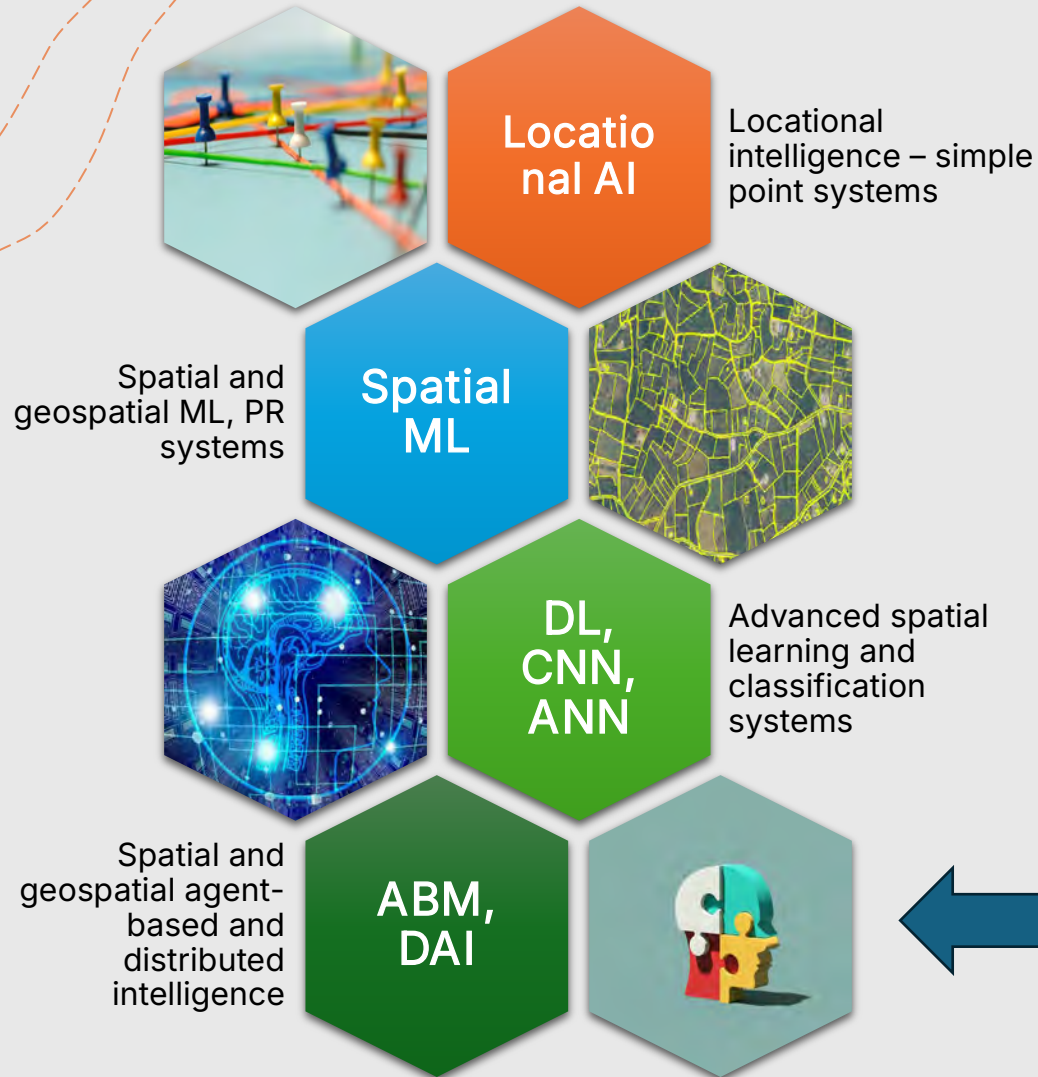 Locatio
nal AI
Locational
intelligence – simple
point systems
Spatial and
geospatial ML, PR
systems
Spatial
ML
DL,
CNN,
ANN
Advanced spatial
learning and
classification
systems
Spatial and
geospatial agent-
based and
distributed
intelligence
ABM,
DAI